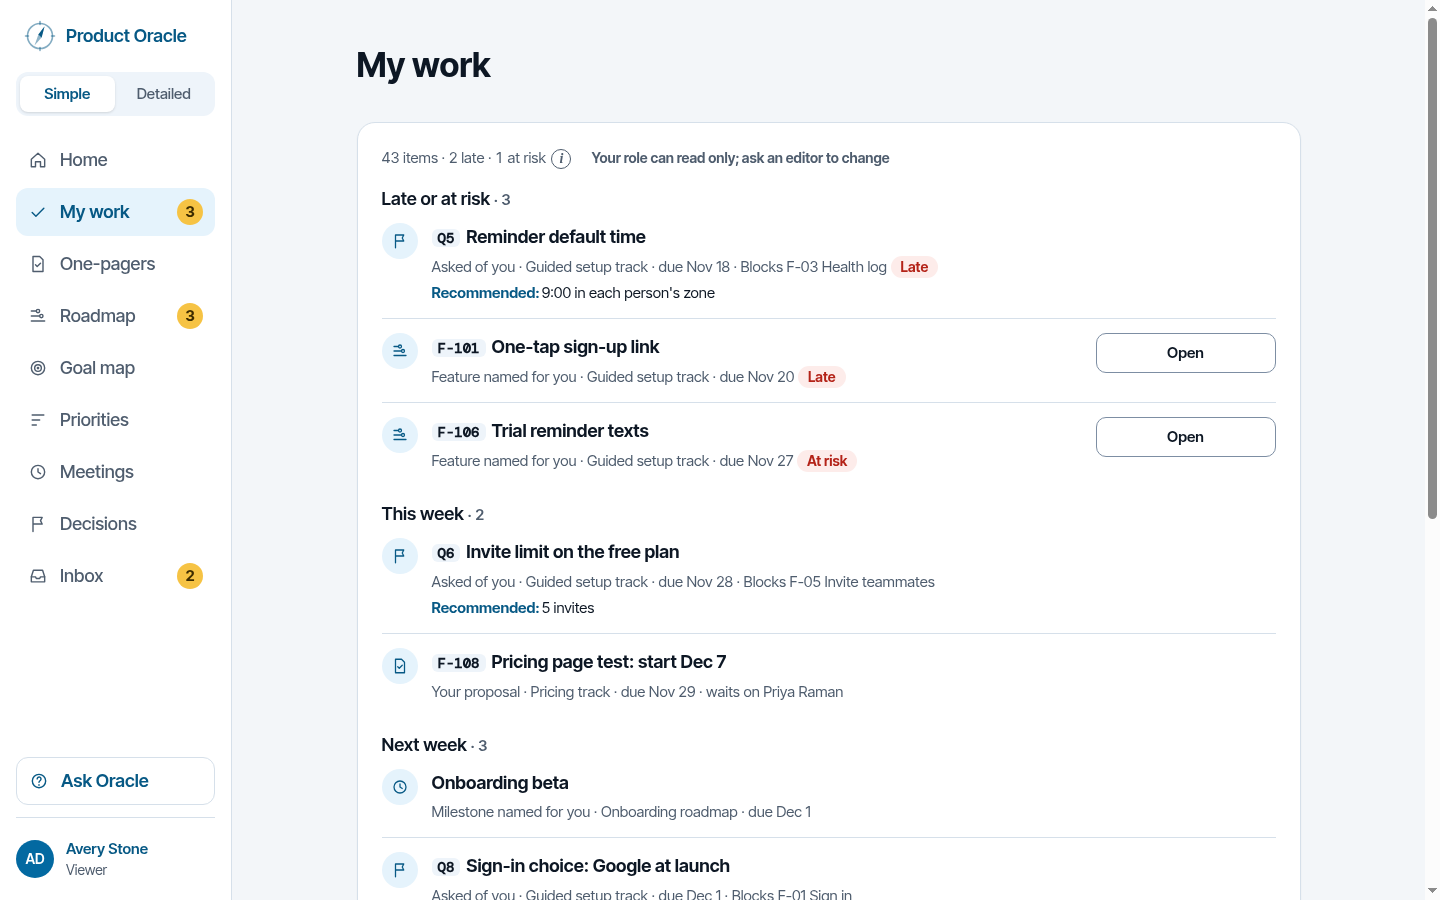 Product Oracle
Simple
Detailed
Home
My work
3
One-pagers
Roadmap
3
Goal map
Priorities
Meetings
Decisions
Inbox
2
Ask Oracle
AD
Avery Stone
Viewer
My work
43 items · 2 late · 1 at risk i Your role can read only; ask an editor to change
Late or at risk · 3
Q5 Reminder default time
Asked of you · Guided setup track · due Nov 18 · Blocks F-03 Health log Late
Recommended: 9:00 in each person's zone
F-101 One-tap sign-up link
Open
Feature named for you · Guided setup track · due Nov 20 Late
F-106 Trial reminder texts
Open
Feature named for you · Guided setup track · due Nov 27 At risk
This week · 2
Q6 Invite limit on the free plan
Asked of you · Guided setup track · due Nov 28 · Blocks F-05 Invite teammates
Recommended: 5 invites
F-108 Pricing page test: start Dec 7
Your proposal · Pricing track · due Nov 29 · waits on Priya Raman
Next week · 3
Onboarding beta
Milestone named for you · Onboarding roadmap · due Dec 1
Q8 Sign-in choice: Google at launch
Asked of you · Guided setup track · due Dec 1 · Blocks F-01 Sign in